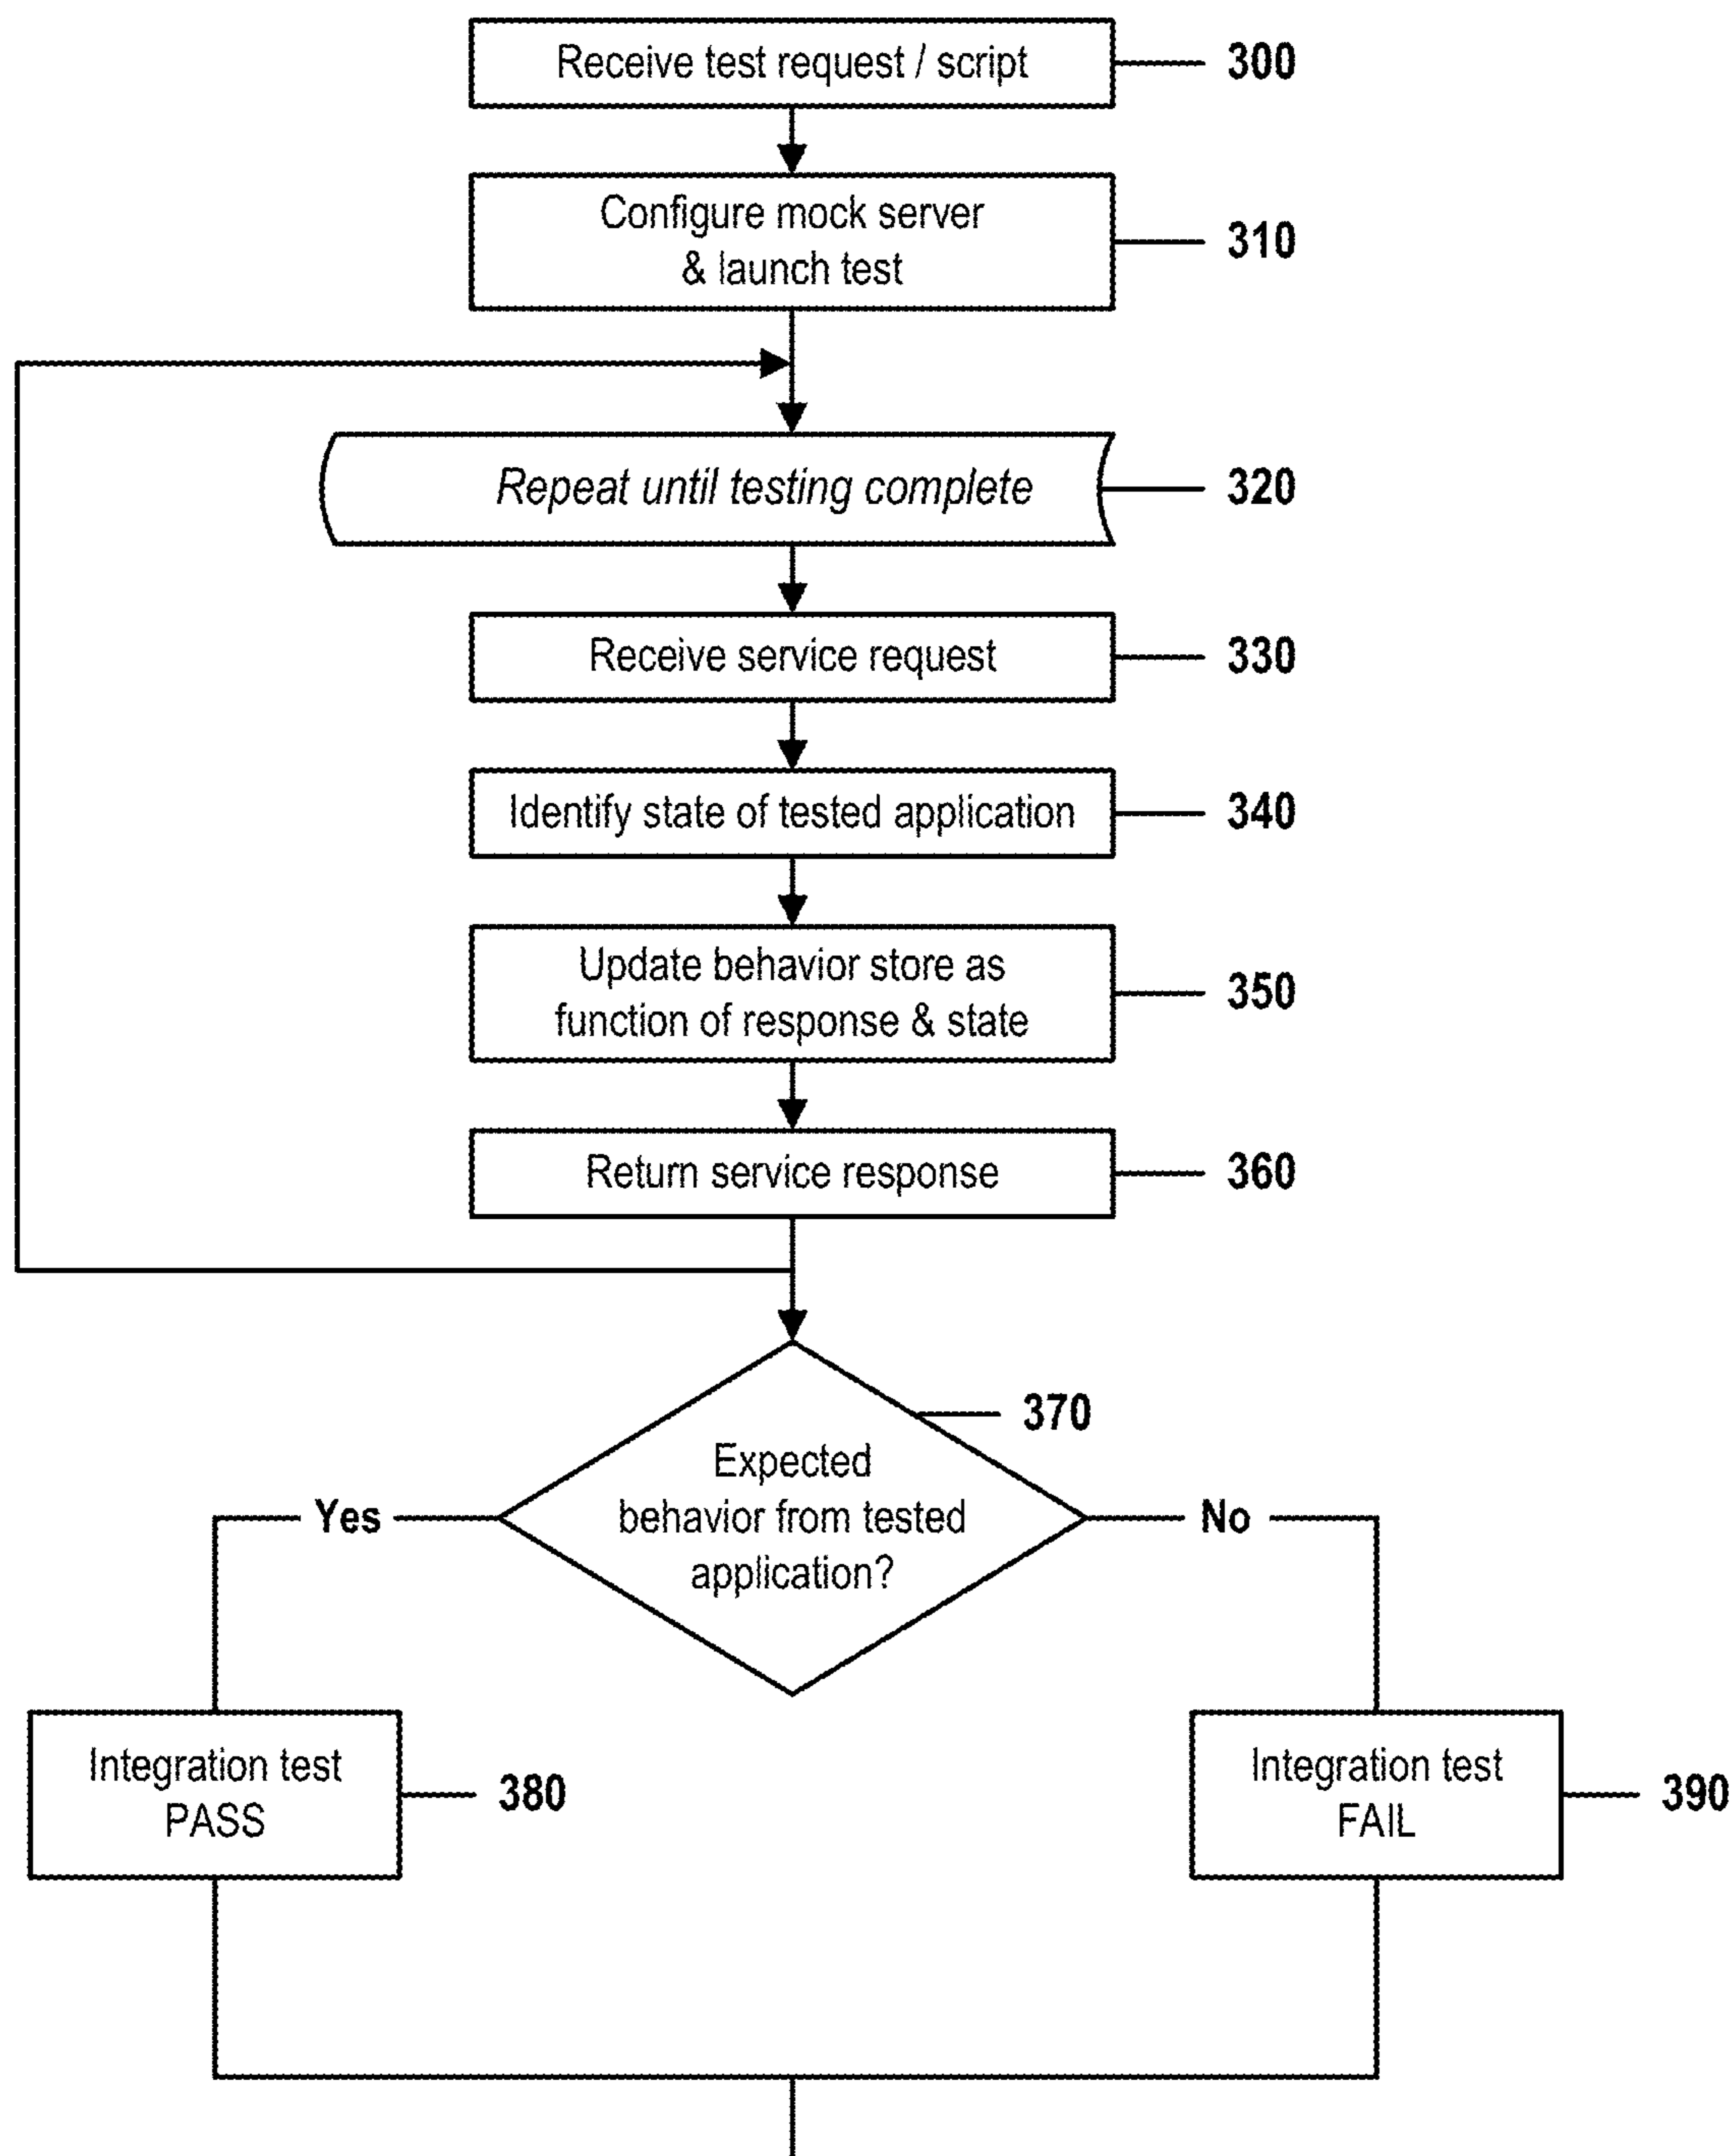 Receive test request / script
300
Configure mock server
& launch test
310
Repeat until testing complete
320
Receive service request
330
Identify state of tested application
340
Update behavior store as
function of response & state
350
Return service response
360
370
Expected
behavior from tested
application?
Yes
No
Integration test
PASS
380
Integration test
FAIL
390